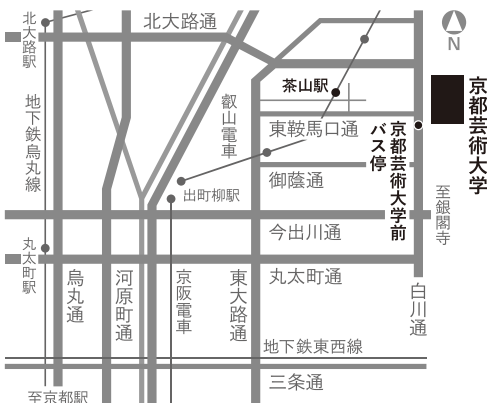 北大路駅
北大路通
N
茶山駅
京都芸術大学
地下鉄烏丸線
叡山電車
東鞍馬口通
京都芸術大学前
バス停
御蔭通
出町柳駅
至銀閣寺
今出川通
丸太町駅
丸太町通
烏丸通
河原町通
京阪電車
東大路通
白川通
地下鉄東西線
三条通
至京都駅